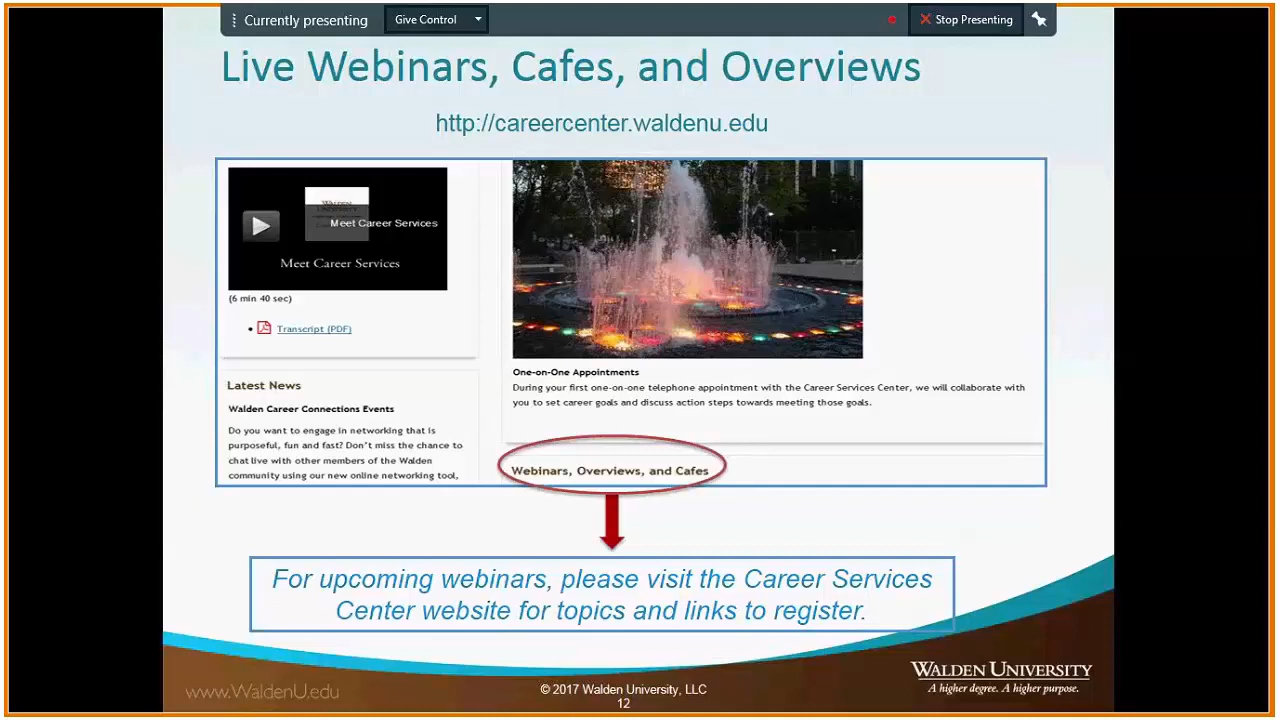 Currently presenting
Give Control
Stop Presenting
Live Webinars, Cafes, and Overviews
http://careercenter.waldenu.edu
Meet Career Services
Meet Career Services
(6 min 40 sec)
Transcript (PDF)
Latest News
Walden Career Connections Events
Do you want to engage in networking that is
purposeful, fun and fast? Don't miss the chance to
chat live with other members of the Walden
community using our new online networking tool,
One-on-One Appointments
During your first one-on-one telephone appointment with the Career Services Center, we will collaborate with
you to set career goals and discuss action steps towards meeting those goals.
Webinars, Overviews, and Cafes
For upcoming webinars, please visit the Career Services
Center website for topics and links to register.
www.WaldenU.edu
© 2017 Walden University, LLC
12
WALDEN UNIVERSITY
A higher degree. A higher purpose.